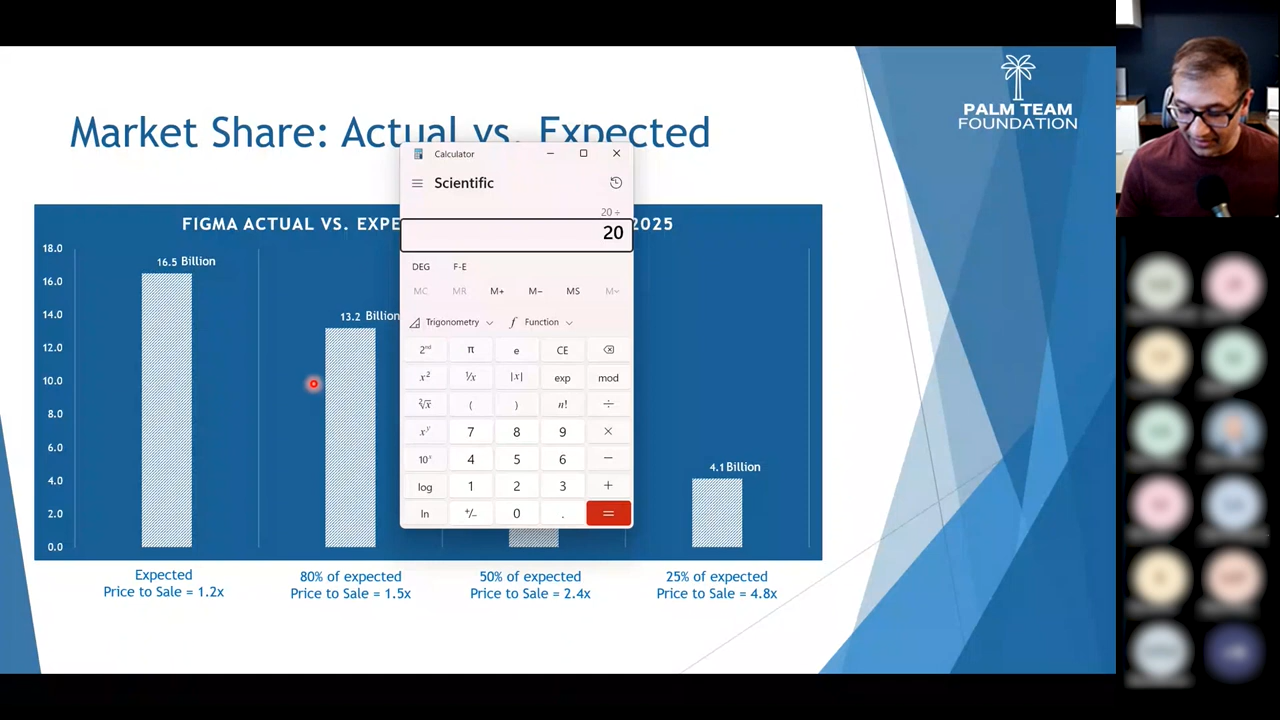 PALM TEAM
FOUNDATION
Market Share: Actual vs. Expected
FIGMA ACTUAL VS. EXPE
2025
18.0
16.0
14.0
12.0
10.0
8.0
6.0
4.0
2.0
0.0
16.5 Billion
13.2 Billion
4.1 Billion
Expected
Price to Sale = 1.2x
80% of expected
Price to Sale = 1.5x
50% of expected
Price to Sale = 2.4x
25% of expected
Price to Sale = 4.8x
Calculator
Scientific
20 ÷
20
DEG F-E
MC MR M+ M− MS M
Trigonometry f Function
2ⁿᵈ π e CE
x² ¹/x |x| exp mod
²√x ( ) n! ÷
xʸ 7 8 9 ×
10ˣ 4 5 6 −
log 1 2 3 +
ln +/− 0 . =